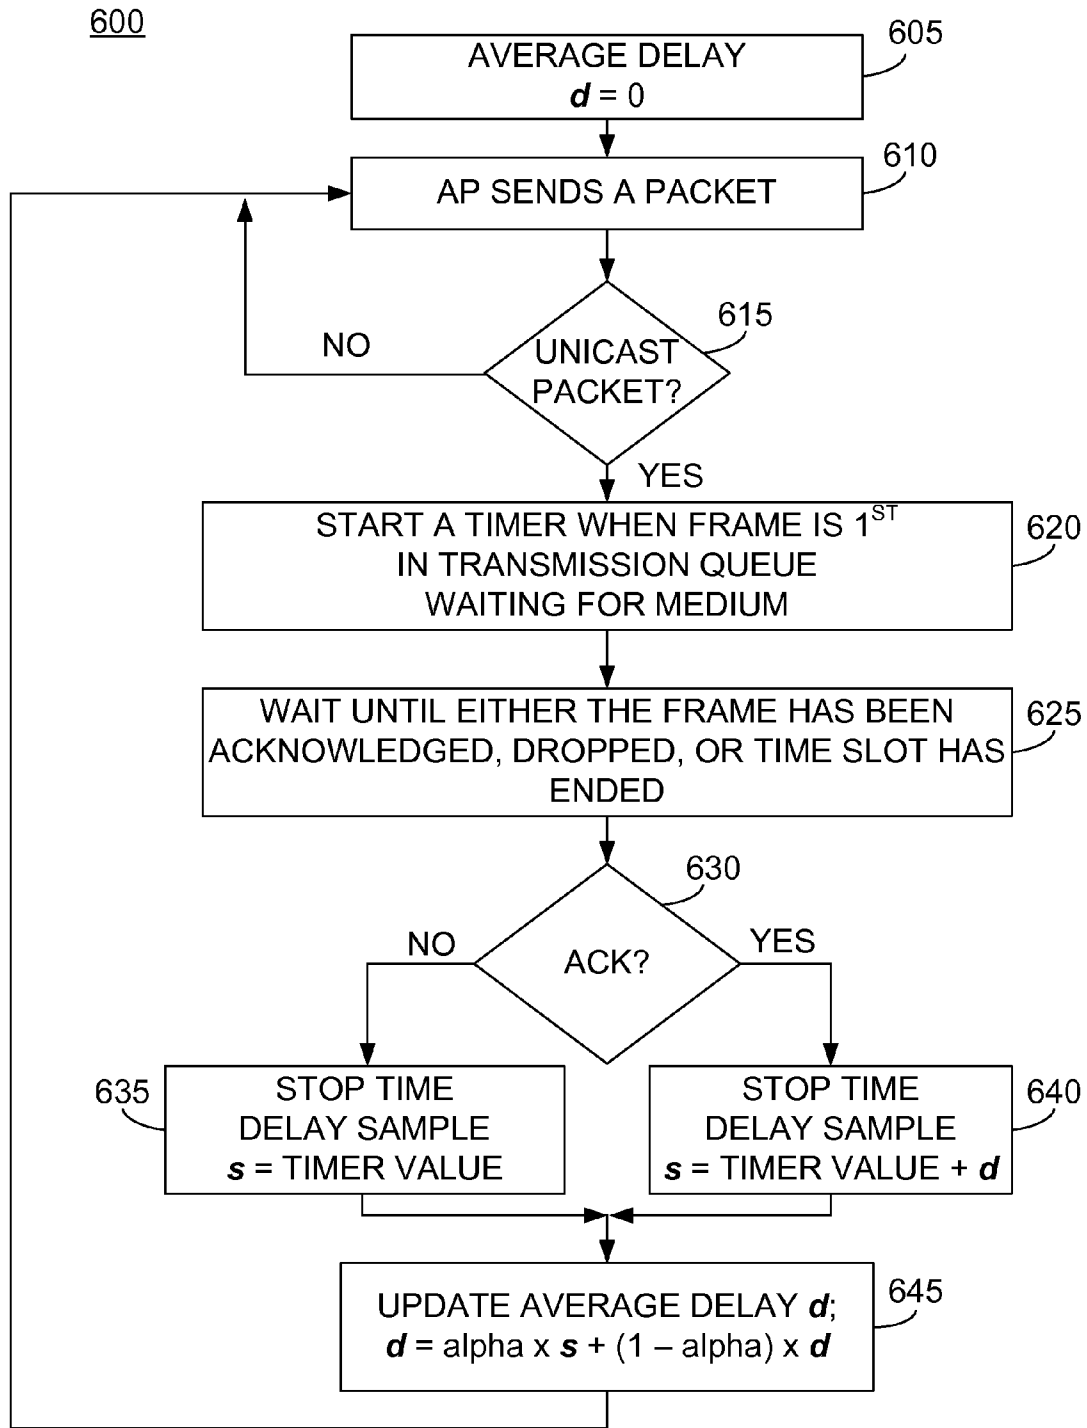 600
AVERAGE DELAY
d = 0
605
AP SENDS A PACKET
610
UNICAST
PACKET?
615
NO
YES
START A TIMER WHEN FRAME IS 1ST
IN TRANSMISSION QUEUE
WAITING FOR MEDIUM
620
WAIT UNTIL EITHER THE FRAME HAS BEEN
ACKNOWLEDGED, DROPPED, OR TIME SLOT HAS
ENDED
625
ACK?
630
NO
YES
635
STOP TIME
DELAY SAMPLE
s = TIMER VALUE
STOP TIME
DELAY SAMPLE
s = TIMER VALUE + d
640
UPDATE AVERAGE DELAY d;
d = alpha x s + (1 – alpha) x d
645